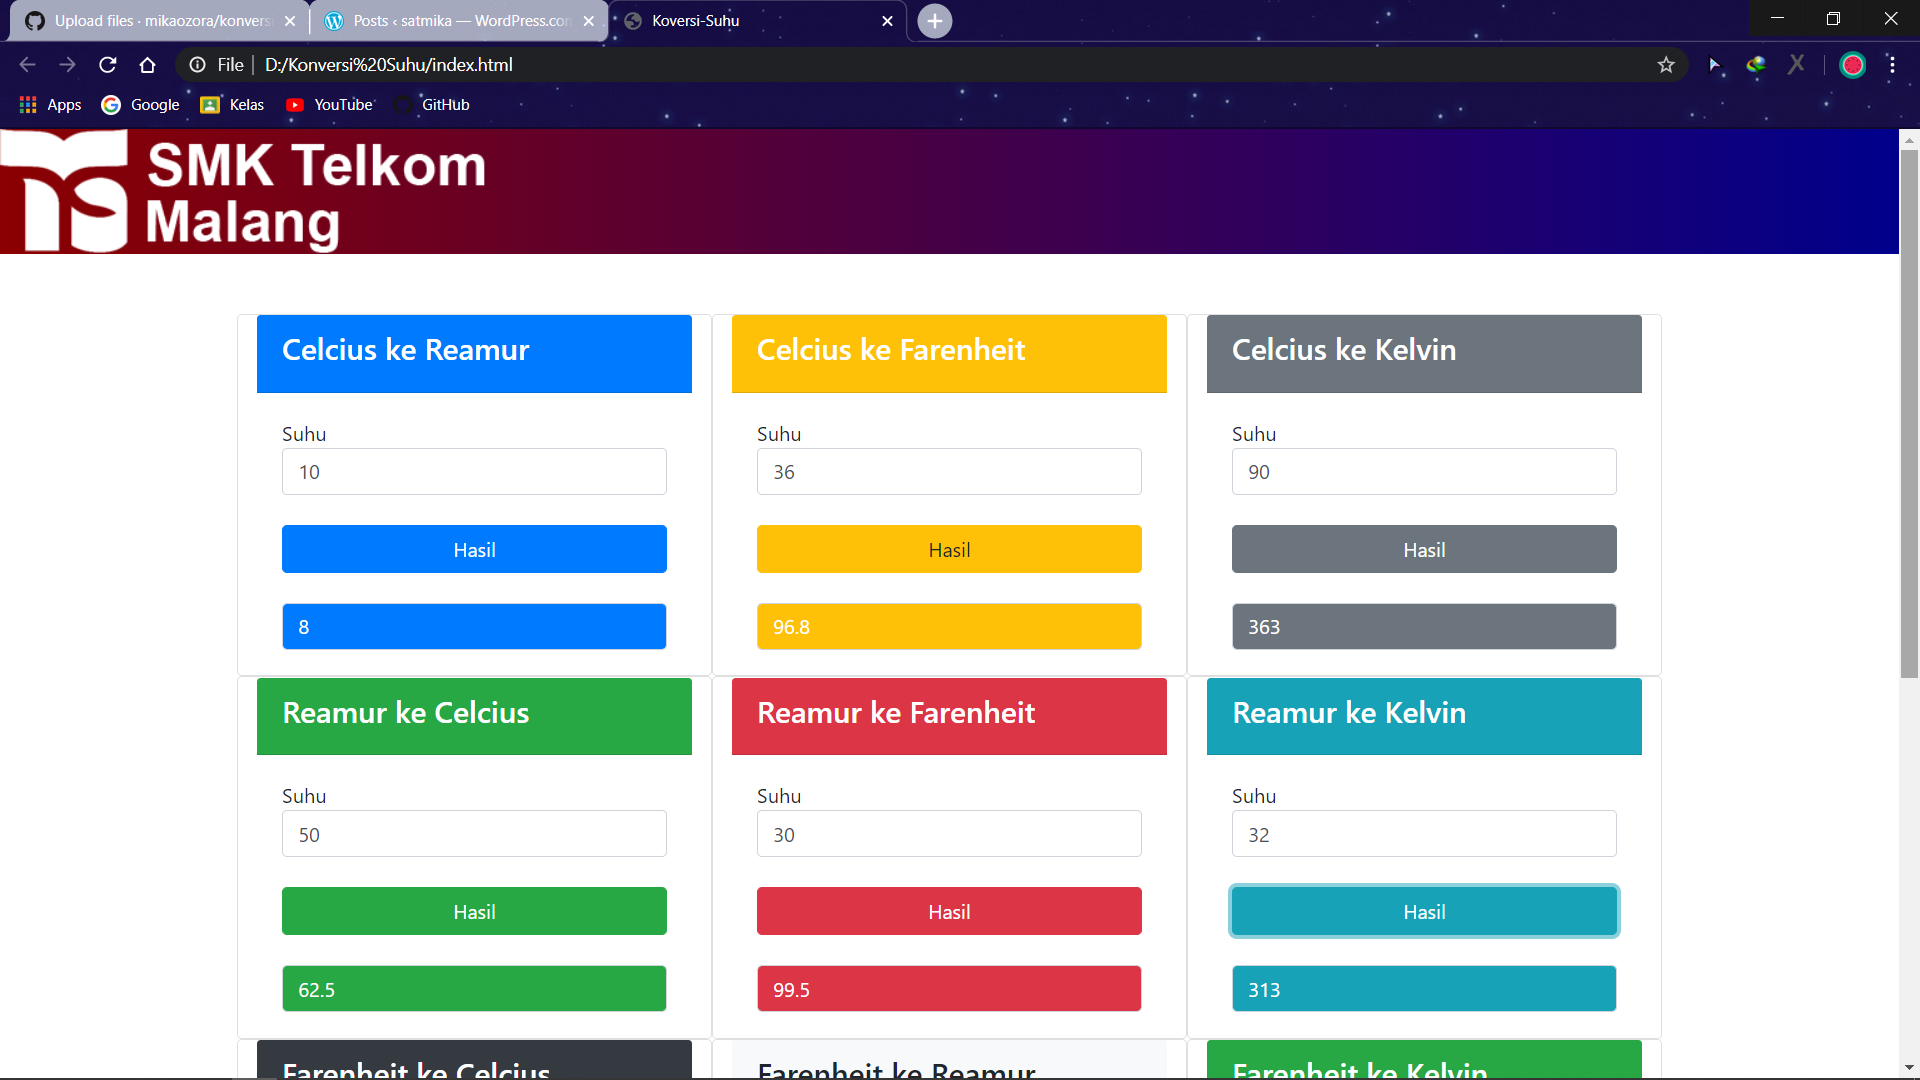 Upload files · mikaozora/konversi
Posts ‹ satmika — WordPress.com
Koversi-Suhu
File
D:/Konversi%20Suhu/index.html
Apps
Google
Kelas
YouTube
GitHub
SMK Telkom
Malang
Celcius ke Reamur
Celcius ke Farenheit
Celcius ke Kelvin
Suhu
Suhu
Suhu
10
36
90
Hasil
Hasil
Hasil
8
96.8
363
Reamur ke Celcius
Reamur ke Farenheit
Reamur ke Kelvin
Suhu
Suhu
Suhu
50
30
32
Hasil
Hasil
Hasil
62.5
99.5
313
Farenheit ke Celcius
Farenheit ke Reamur
Farenheit ke Kelvin